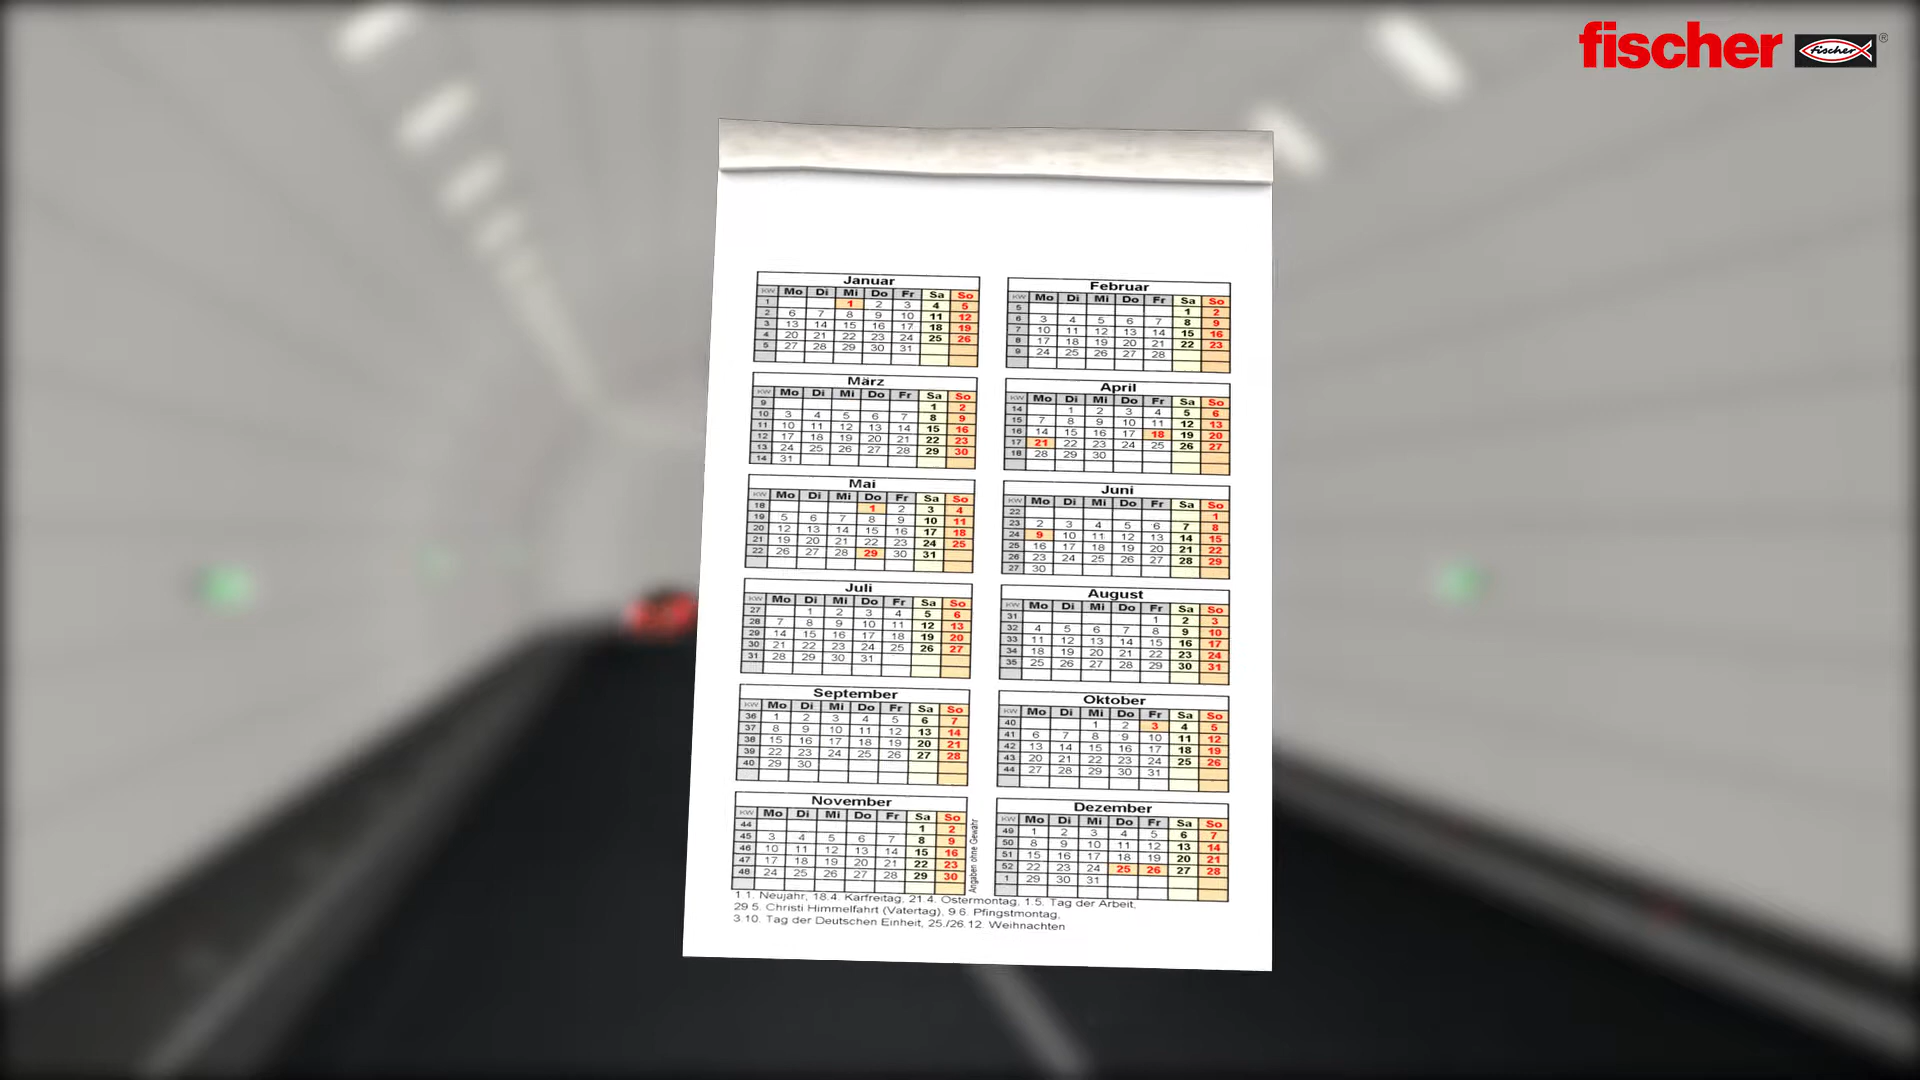 fischer fischer ®
Januar
KW Mo Di Mi Do Fr Sa So
1 1 2 3 4 5
2 6 7 8 9 10 11 12
3 13 14 15 16 17 18 19
4 20 21 22 23 24 25 26
5 27 28 29 30 31
Februar
KW Mo Di Mi Do Fr Sa So
5 1 2
6 3 4 5 6 7 8 9
7 10 11 12 13 14 15 16
8 17 18 19 20 21 22 23
9 24 25 26 27 28
März
KW Mo Di Mi Do Fr Sa So
9 1 2
10 3 4 5 6 7 8 9
11 10 11 12 13 14 15 16
12 17 18 19 20 21 22 23
13 24 25 26 27 28 29 30
14 31
April
KW Mo Di Mi Do Fr Sa So
14 1 2 3 4 5 6
15 7 8 9 10 11 12 13
16 14 15 16 17 18 19 20
17 21 22 23 24 25 26 27
18 28 29 30
Mai
KW Mo Di Mi Do Fr Sa So
18 1 2 3 4
19 5 6 7 8 9 10 11
20 12 13 14 15 16 17 18
21 19 20 21 22 23 24 25
22 26 27 28 29 30 31
Juni
KW Mo Di Mi Do Fr Sa So
22 1
23 2 3 4 5 6 7 8
24 9 10 11 12 13 14 15
25 16 17 18 19 20 21 22
26 23 24 25 26 27 28 29
27 30
Juli
KW Mo Di Mi Do Fr Sa So
27 1 2 3 4 5 6
28 7 8 9 10 11 12 13
29 14 15 16 17 18 19 20
30 21 22 23 24 25 26 27
31 28 29 30 31
August
KW Mo Di Mi Do Fr Sa So
31 1 2 3
32 4 5 6 7 8 9 10
33 11 12 13 14 15 16 17
34 18 19 20 21 22 23 24
35 25 26 27 28 29 30 31
September
KW Mo Di Mi Do Fr Sa So
36 1 2 3 4 5 6 7
37 8 9 10 11 12 13 14
38 15 16 17 18 19 20 21
39 22 23 24 25 26 27 28
40 29 30
Oktober
KW Mo Di Mi Do Fr Sa So
40 1 2 3 4 5
41 6 7 8 9 10 11 12
42 13 14 15 16 17 18 19
43 20 21 22 23 24 25 26
44 27 28 29 30 31
November
KW Mo Di Mi Do Fr Sa So
44 1 2
45 3 4 5 6 7 8 9
46 10 11 12 13 14 15 16
47 17 18 19 20 21 22 23
48 24 25 26 27 28 29 30
Angaben ohne Gewähr
Dezember
KW Mo Di Mi Do Fr Sa So
49 1 2 3 4 5 6 7
50 8 9 10 11 12 13 14
51 15 16 17 18 19 20 21
52 22 23 24 25 26 27 28
1 29 30 31
1.1. Neujahr, 18.4. Karfreitag, 21.4. Ostermontag, 1.5. Tag der Arbeit,
29.5. Christi Himmelfahrt (Vatertag), 9.6. Pfingstmontag,
3.10. Tag der Deutschen Einheit, 25./26.12. Weihnachten